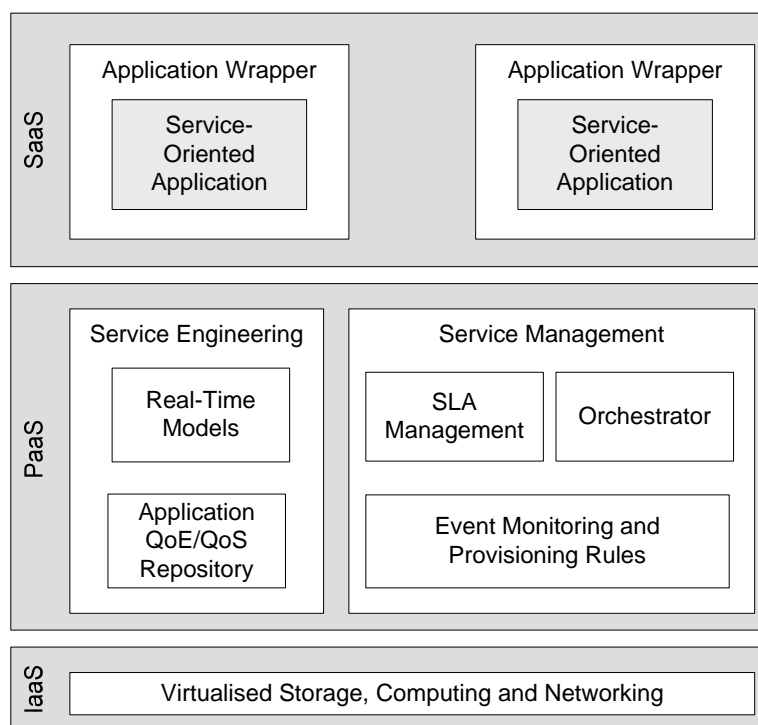 SaaS
Application Wrapper
Service-
Oriented
Application
Application Wrapper
Service-
Oriented
Application
PaaS
Service Engineering
Real-Time
Models
Application
QoE/QoS
Repository
Service Management
SLA
Management
Orchestrator
Event Monitoring and
Provisioning Rules
IaaS
Virtualised Storage, Computing and Networking